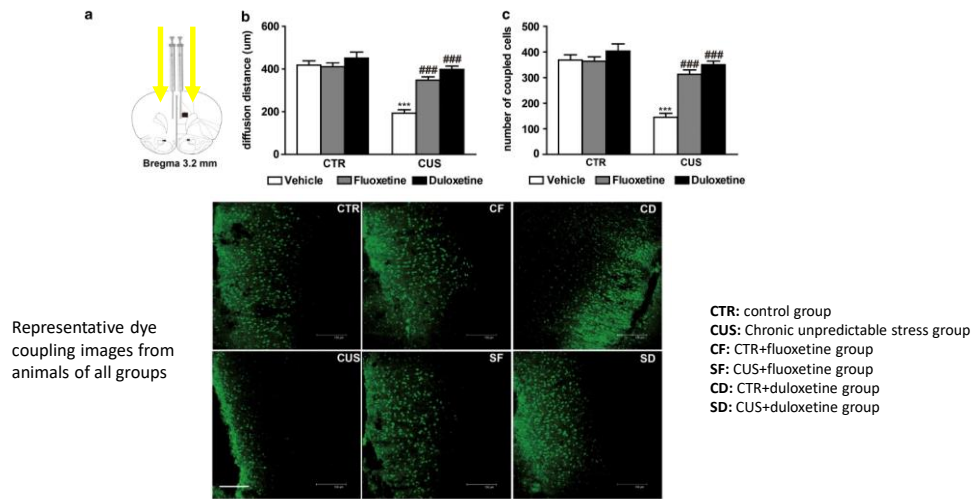 a
Bregma 3.2 mm
b
diffusion distance (um)
600
400
200
0
***
###
###
CTR
CUS
Vehicle
Fluoxetine
Duloxetine
c
number of coupled cells
500
400
300
200
100
0
***
###
###
CTR
CUS
Vehicle
Fluoxetine
Duloxetine
Representative dye
coupling images from
animals of all groups
CTR
CF
CD
CUS
SF
SD
CTR: control group
CUS: Chronic unpredictable stress group
CF: CTR+fluoxetine group
SF: CUS+fluoxetine group
CD: CTR+duloxetine group
SD: CUS+duloxetine group